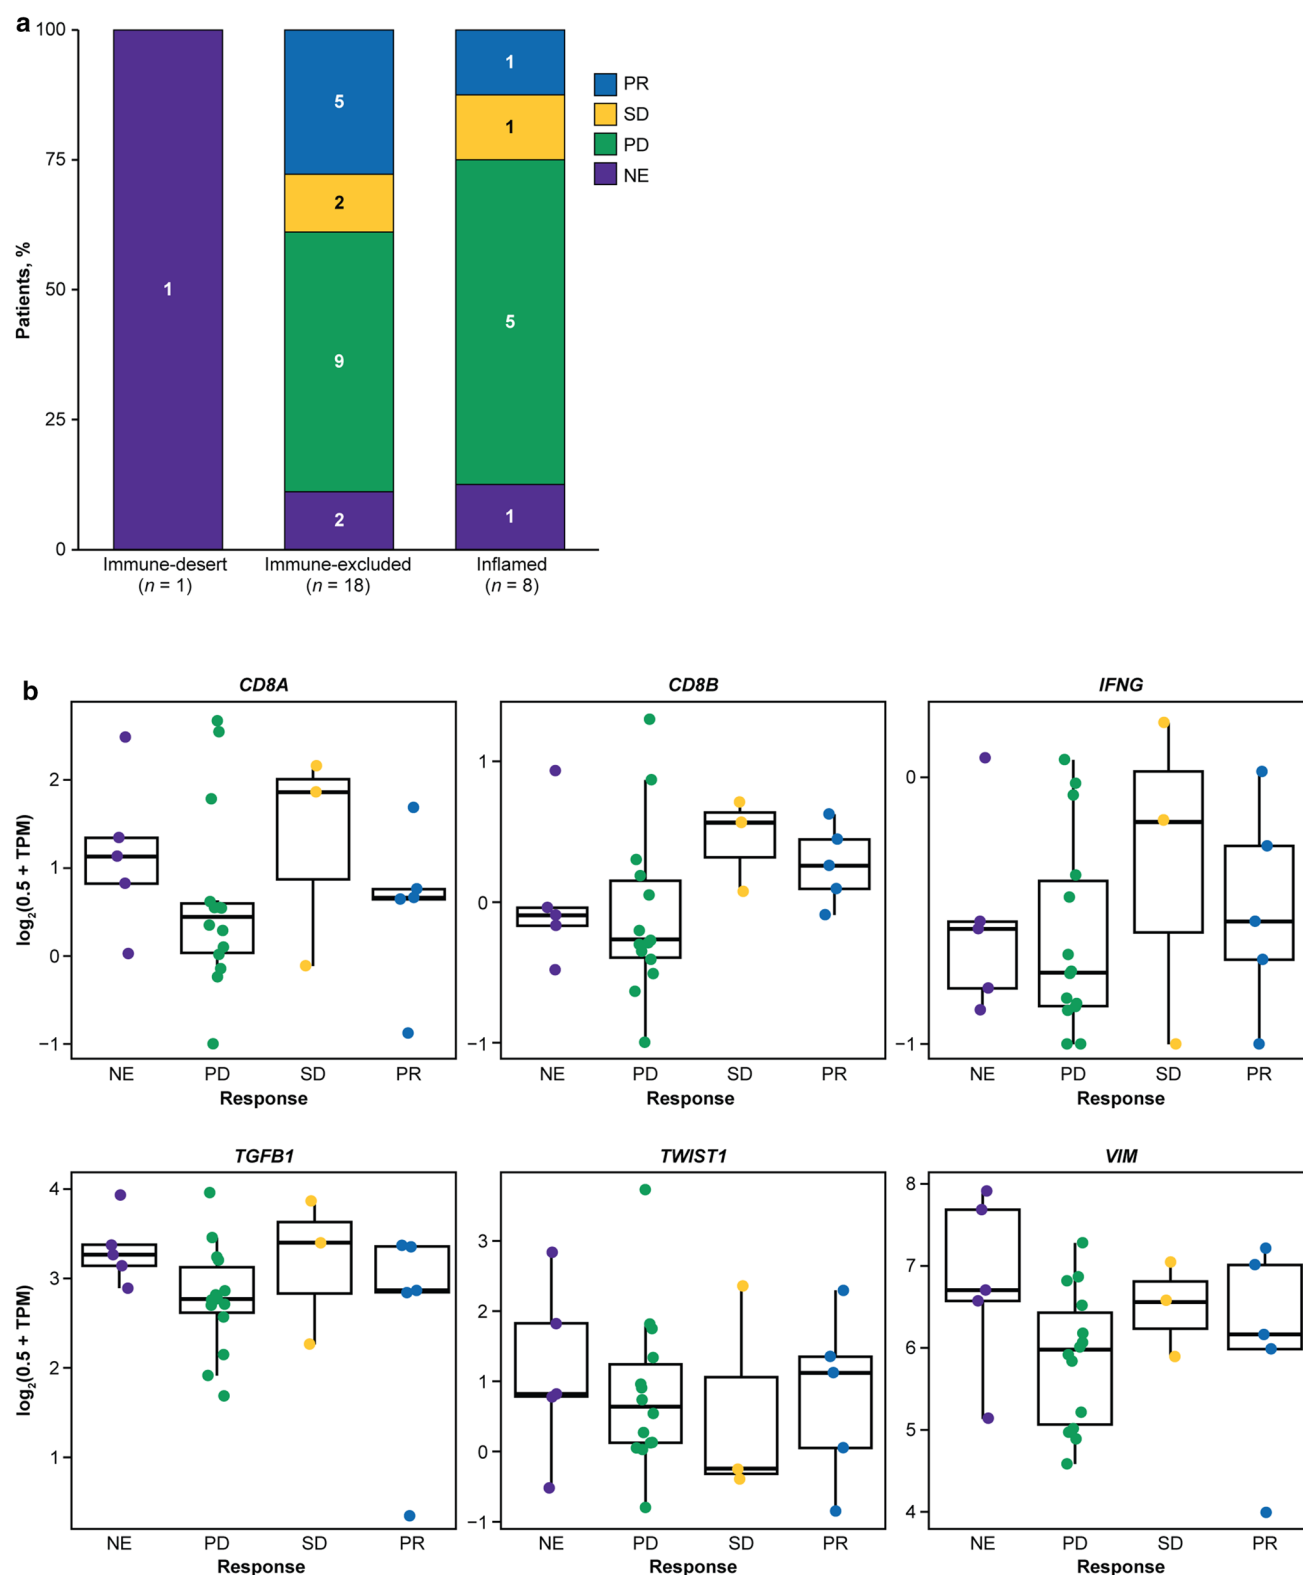 a
100
75
50
25
0
Patients, %
1
5
2
9
2
1
1
5
1
PR
SD
PD
NE
Immune-desert
(n = 1)
Immune-excluded
(n = 18)
Inflamed
(n = 8)
b
CD8A
log2(0.5 + TPM)
2
1
0
−1
NE PD SD PR
Response
CD8B
1
0
−1
NE PD SD PR
Response
IFNG
0
−1
NE PD SD PR
Response
TGFB1
log2(0.5 + TPM)
4
3
2
1
NE PD SD PR
Response
TWIST1
3
2
1
0
−1
NE PD SD PR
Response
VIM
8
7
6
5
4
NE PD SD PR
Response